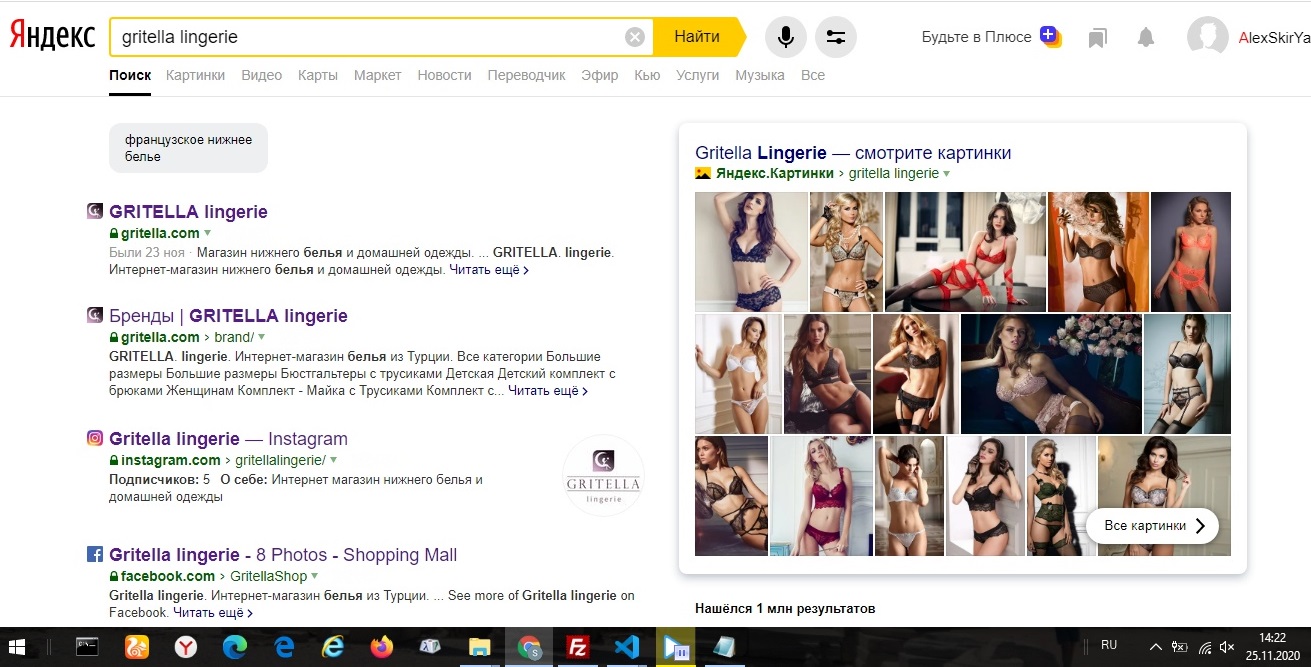 Яндекс
gritella lingerie
Найти
Будьте в Плюсе
AlexSkirYa
Поиск Картинки Видео Карты Маркет Новости Переводчик Эфир Кью Услуги Музыка Все
французское нижнее
белье
GRITELLA lingerie
gritella.com
Были 23 ноя · Магазин нижнего белья и домашней одежды. ... GRITELLA. lingerie.
Интернет-магазин нижнего белья и домашней одежды. Читать ещё >
Бренды | GRITELLA lingerie
gritella.com > brand/
GRITELLA. lingerie. Интернет-магазин белья из Турции. Все категории Большие
размеры Большие размеры Бюстгальтеры с трусиками Детская Детский комплект с
брюками Женщинам Комплект - Майка с Трусиками Комплект с... Читать ещё >
Gritella lingerie — Instagram
instagram.com > gritellalingerie/
Подписчиков: 5 О себе: Интернет магазин нижнего белья и
домашней одежды
GRITELLA
lingerie
Gritella lingerie - 8 Photos - Shopping Mall
facebook.com > GritellaShop
Gritella lingerie. Интернет-магазин белья из Турции. ... See more of Gritella lingerie on
Facebook. Читать ещё >
Gritella Lingerie — смотрите картинки
Яндекс.Картинки > gritella lingerie
Все картинки
Нашёлся 1 млн результатов
RU
14:22
25.11.2020